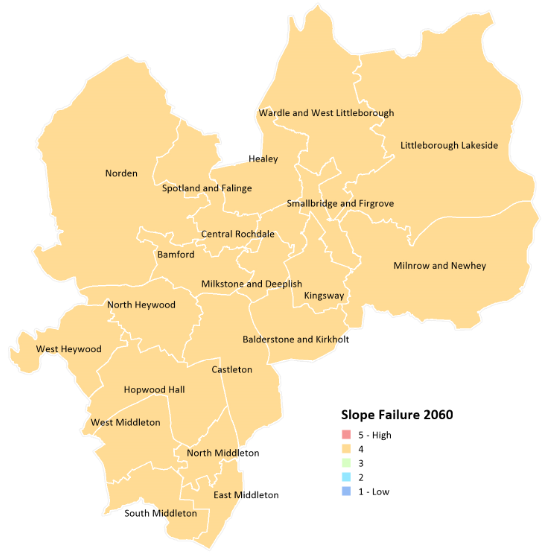 Wardle and West Littleborough
Littleborough Lakeside
Healey
Norden
Spotland and Falinge
Smallbridge and Firgrove
Central Rochdale
Bamford
Milnrow and Newhey
Milkstone and Deeplish
Kingsway
North Heywood
Balderstone and Kirkholt
West Heywood
Castleton
Hopwood Hall
Slope Failure 2060
5 - High
4
3
2
1 - Low
West Middleton
North Middleton
East Middleton
South Middleton